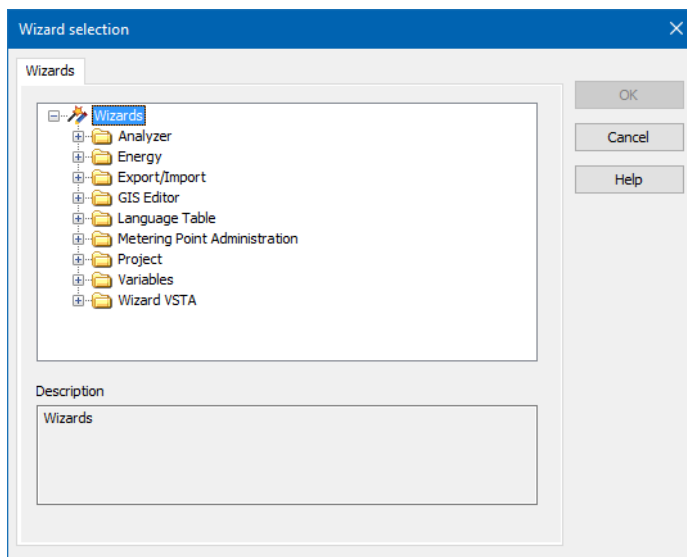 Wizard selection
Wizards
Wizards
Analyzer
Energy
Export/Import
GIS Editor
Language Table
Metering Point Administration
Project
Variables
Wizard VSTA
OK
Cancel
Help
Description
Wizards